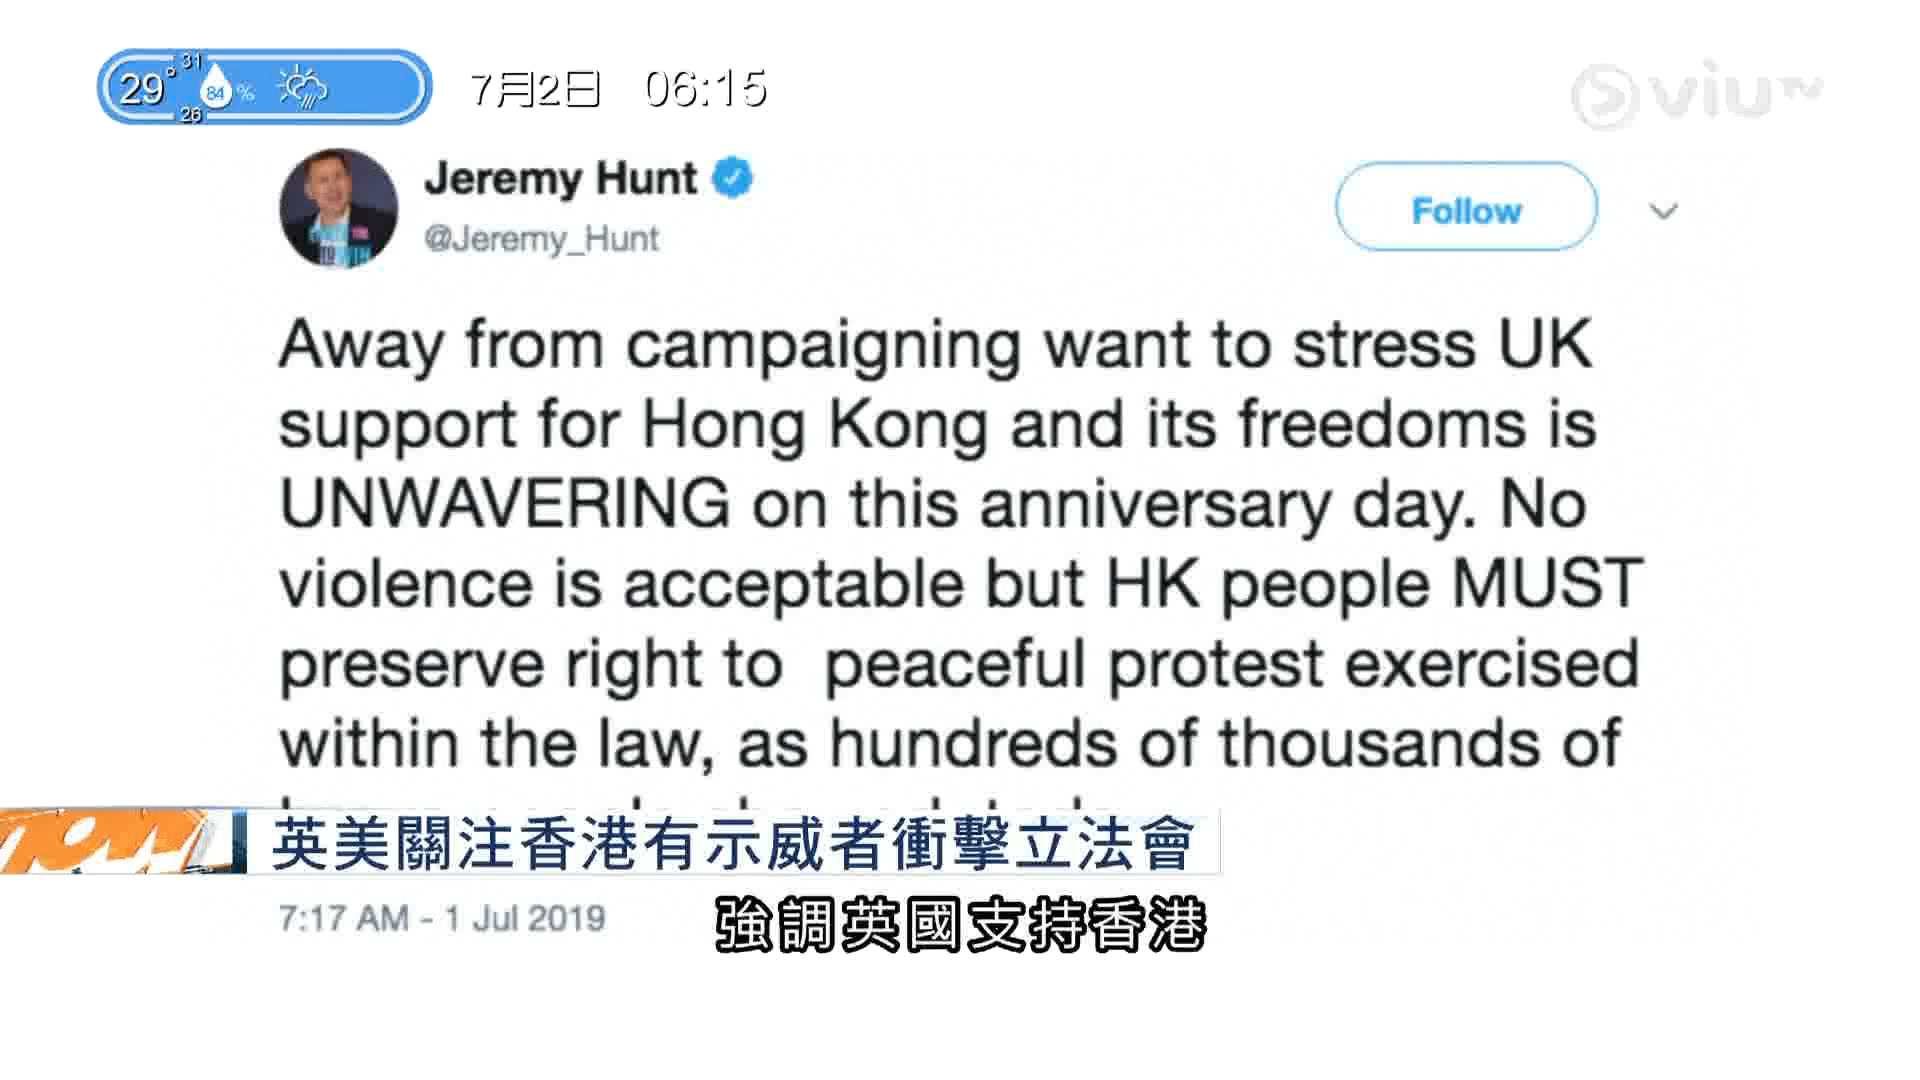 29° 31 26 84 %
7月2日 06:15
viuTV
Jeremy Hunt
@Jeremy_Hunt
Follow
Away from campaigning want to stress UK
support for Hong Kong and its freedoms is
UNWAVERING on this anniversary day. No
violence is acceptable but HK people MUST
preserve right to peaceful protest exercised
within the law, as hundreds of thousands of
英美關注香港有示威者衝擊立法會
7:17 AM - 1 Jul 2019
強調英國支持香港